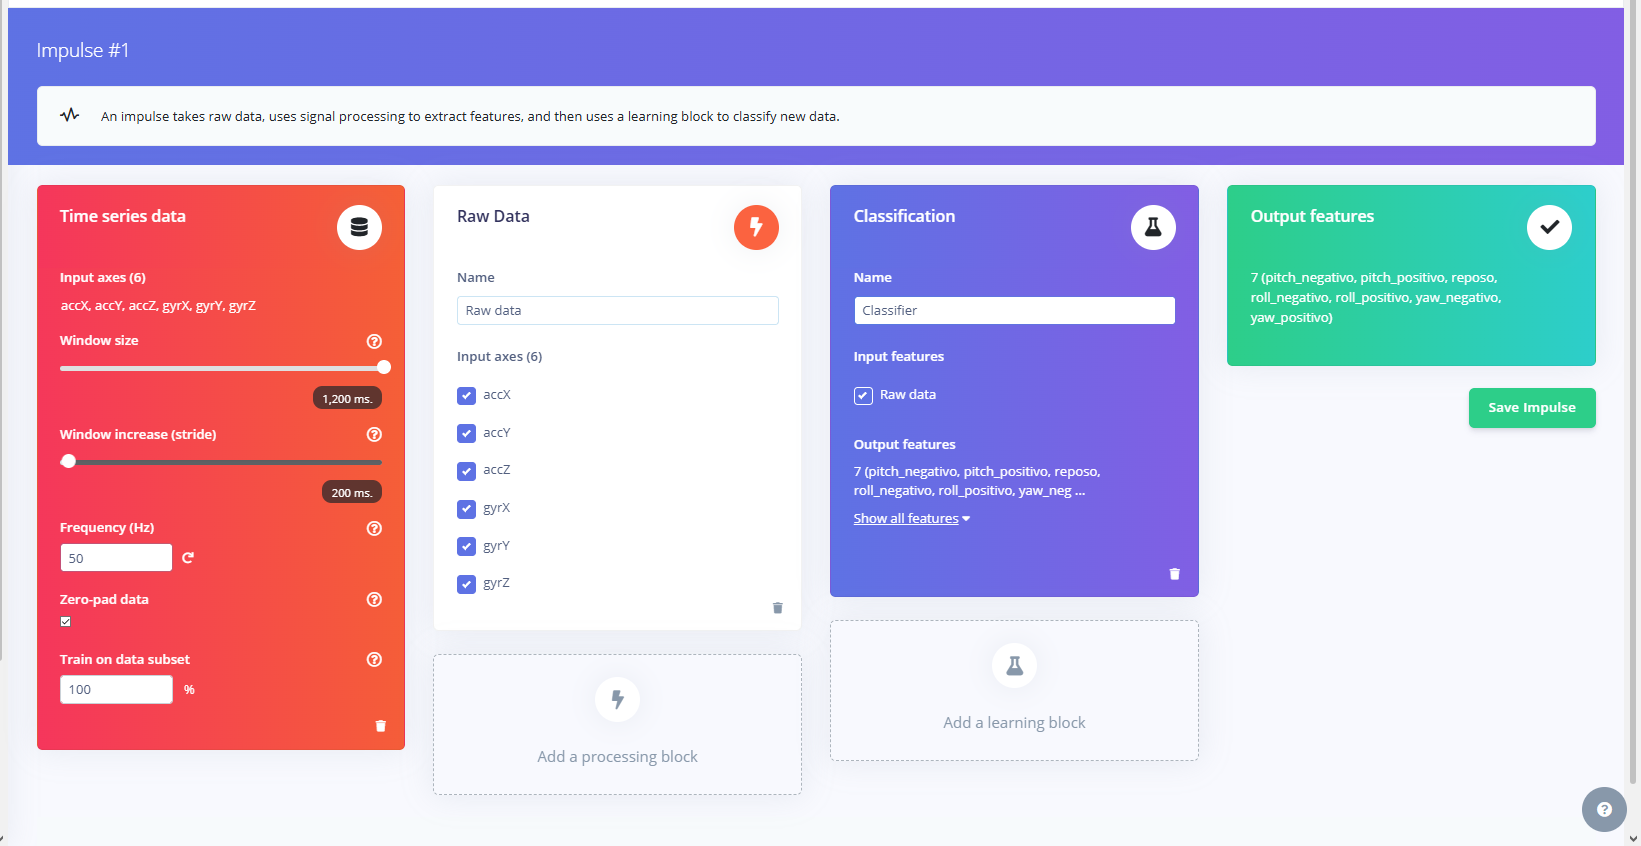 Impulse #1
An impulse takes raw data, uses signal processing to extract features, and then uses a learning block to classify new data.
Time series data
Input axes (6)
accX, accY, accZ, gyrX, gyrY, gyrZ
Window size
1,200 ms.
Window increase (stride)
200 ms.
Frequency (Hz)
50
Zero-pad data
Train on data subset
100 %
Raw Data
Name
Raw data
Input axes (6)
accX
accY
accZ
gyrX
gyrY
gyrZ
Add a processing block
Classification
Name
Classifier
Input features
Raw data
Output features
7 (pitch_negativo, pitch_positivo, reposo,
roll_negativo, roll_positivo, yaw_neg ...
Show all features
Add a learning block
Output features
7 (pitch_negativo, pitch_positivo, reposo,
roll_negativo, roll_positivo, yaw_negativo,
yaw_positivo)
Save Impulse